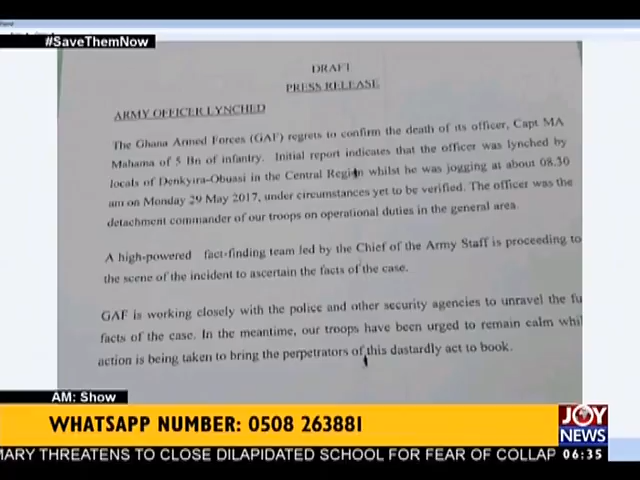 #SaveThemNow
DRAFT
PRESS RELEASE
ARMY OFFICER LYNCHED
The Ghana Armed Forces (GAF) regrets to confirm the death of its officer, Capt MA
Mahama of 5 Bn of infantry. Initial report indicates that the officer was lynched by
locals of Denkyira-Obuasi in the Central Region whilst he was jogging at about 08.30
am on Monday 29 May 2017, under circumstances yet to be verified. The officer was the
detachment commander of our troops on operational duties in the general area.
A high-powered fact-finding team led by the Chief of the Army Staff is proceeding to
the scene of the incident to ascertain the facts of the case.
GAF is working closely with the police and other security agencies to unravel the fu
facts of the case. In the meantime, our troops have been urged to remain calm whil
action is being taken to bring the perpetrators of this dastardly act to book.
AM: Show
WHATSAPP NUMBER: 0508 263881
JOY
NEWS
MARY THREATENS TO CLOSE DILAPIDATED SCHOOL FOR FEAR OF COLLAP
06:35